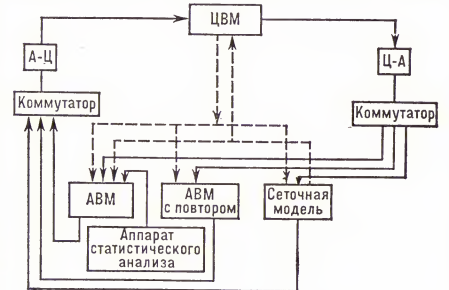 ЦВМ
А-Ц
Ц-А
Коммутатор
Коммутатор
АВМ
АВМ
с повтором
Сеточная
модель
Аппарат
статистического
анализа